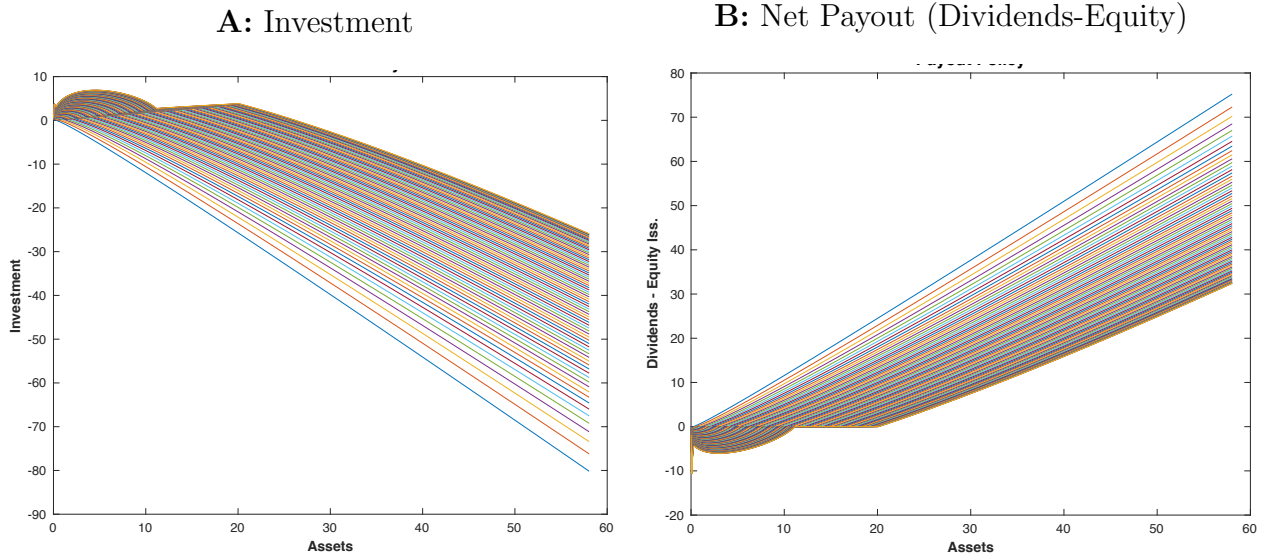 A: Investment
B: Net Payout (Dividends-Equity)
10
0
-10
-20
-30
-40
-50
-60
-70
-80
-90
Investment
0 10 20 30 40 50 60
Assets
80
70
60
50
40
30
20
10
0
-10
-20
Dividends - Equity Iss.
0 10 20 30 40 50 60
Assets